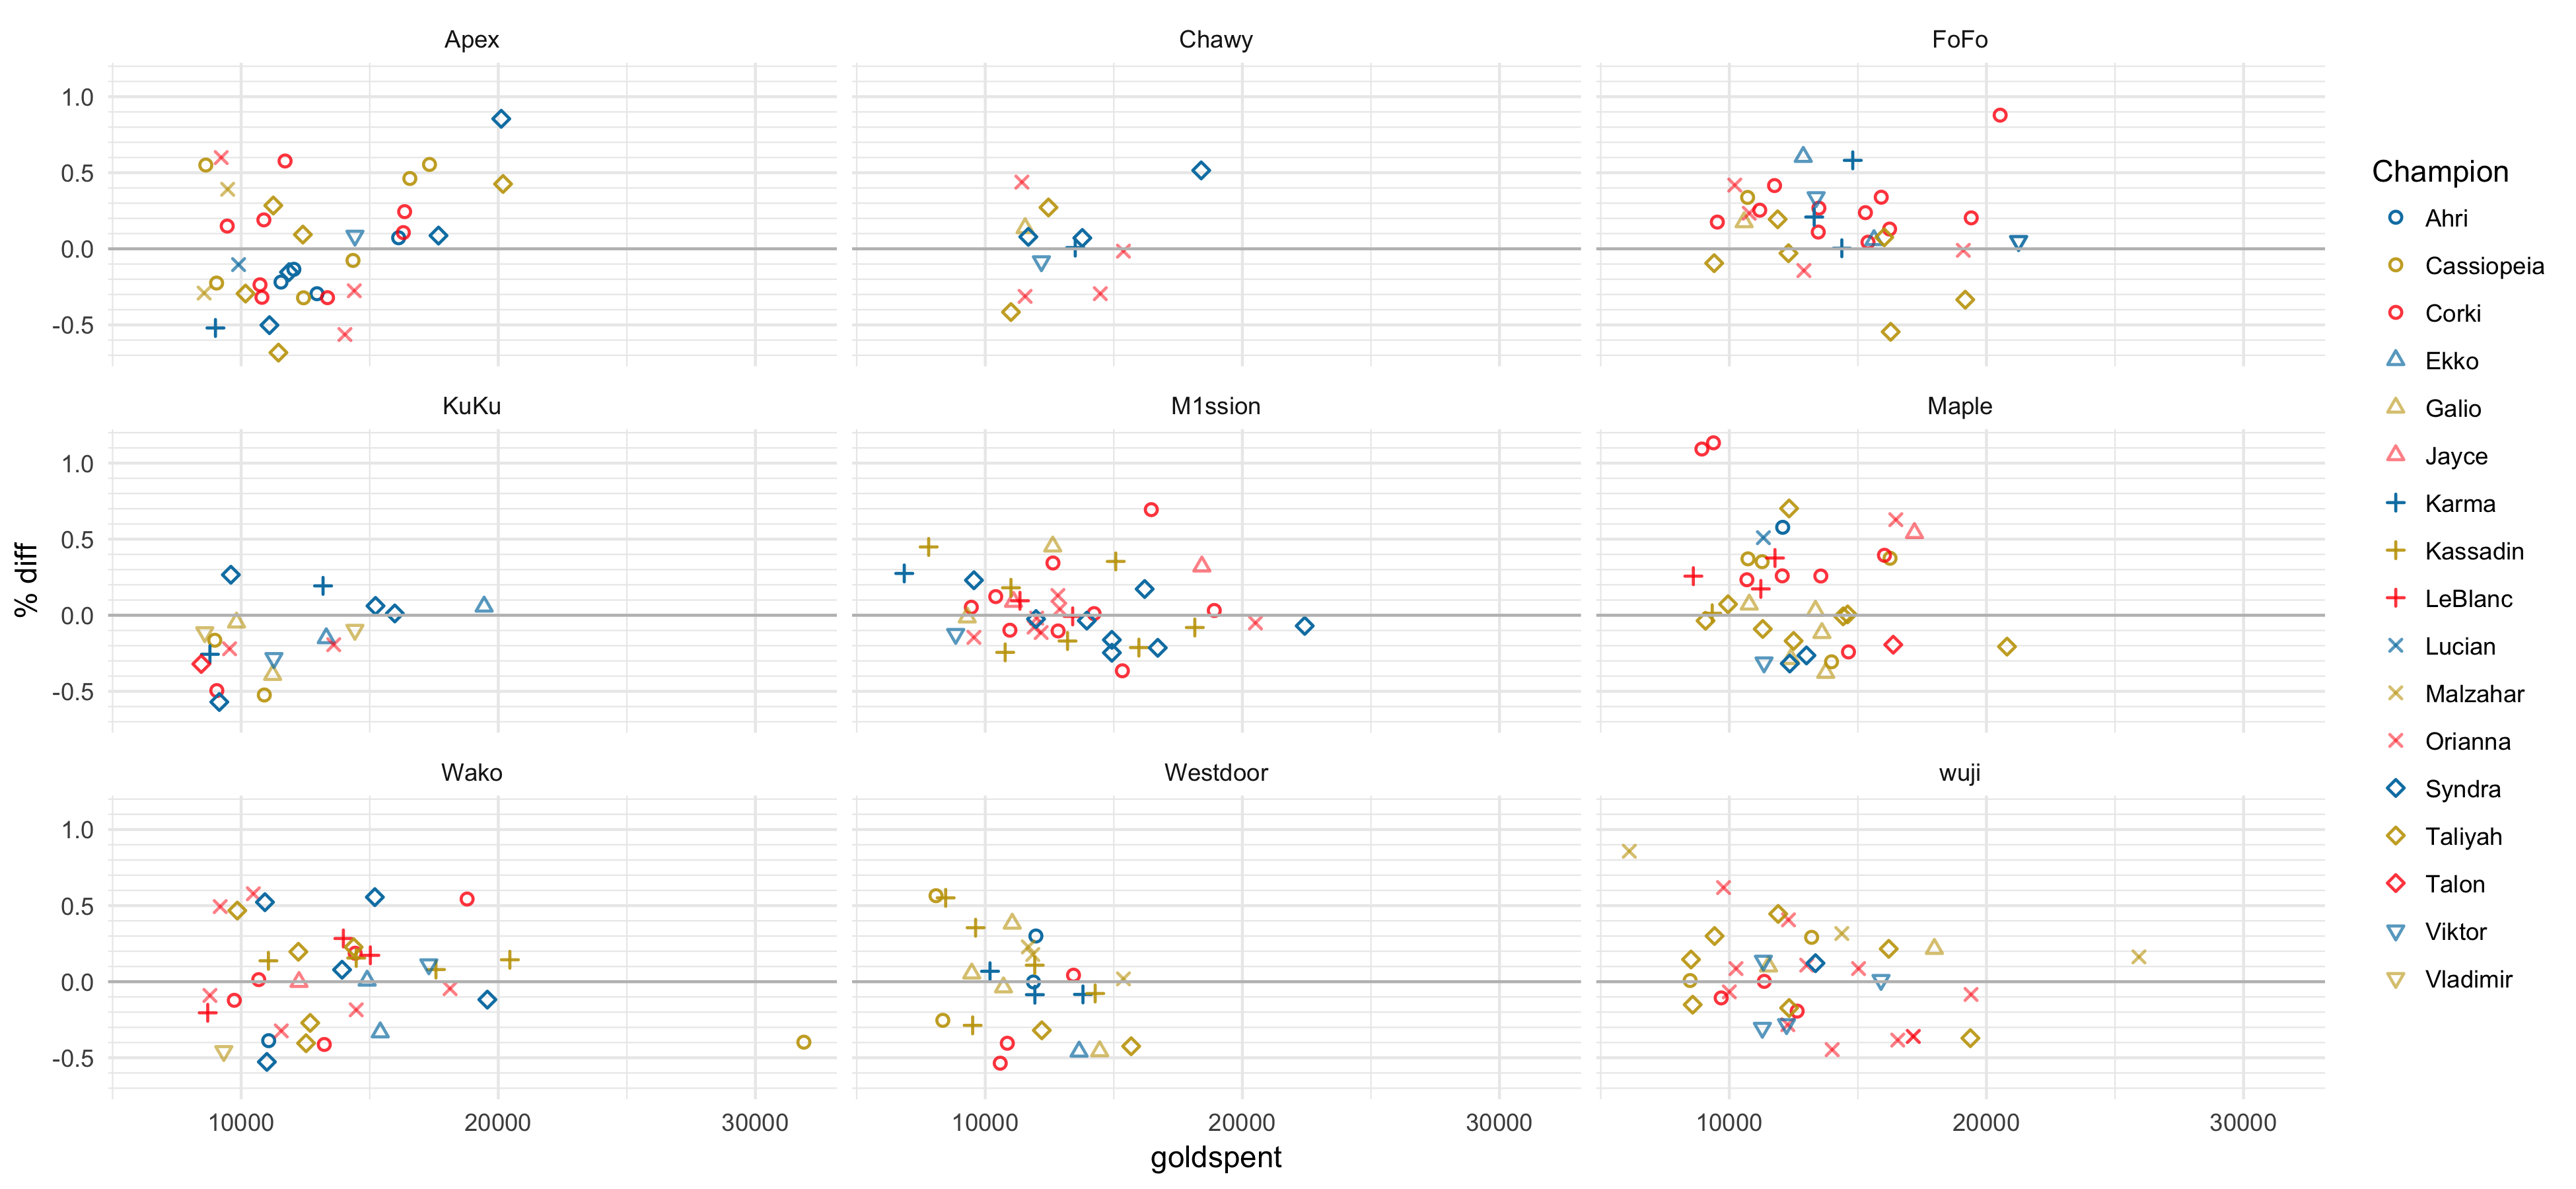 Apex
Chawy
FoFo
1.0
0.5
0.0
-0.5
KuKu
M1ssion
Maple
1.0
0.5
0.0
-0.5
% diff
Wako
Westdoor
wuji
1.0
0.5
0.0
-0.5
10000 20000 30000
10000 20000 30000
10000 20000 30000
goldspent
Champion
Ahri
Cassiopeia
Corki
Ekko
Galio
Jayce
Karma
Kassadin
LeBlanc
Lucian
Malzahar
Orianna
Syndra
Taliyah
Talon
Viktor
Vladimir